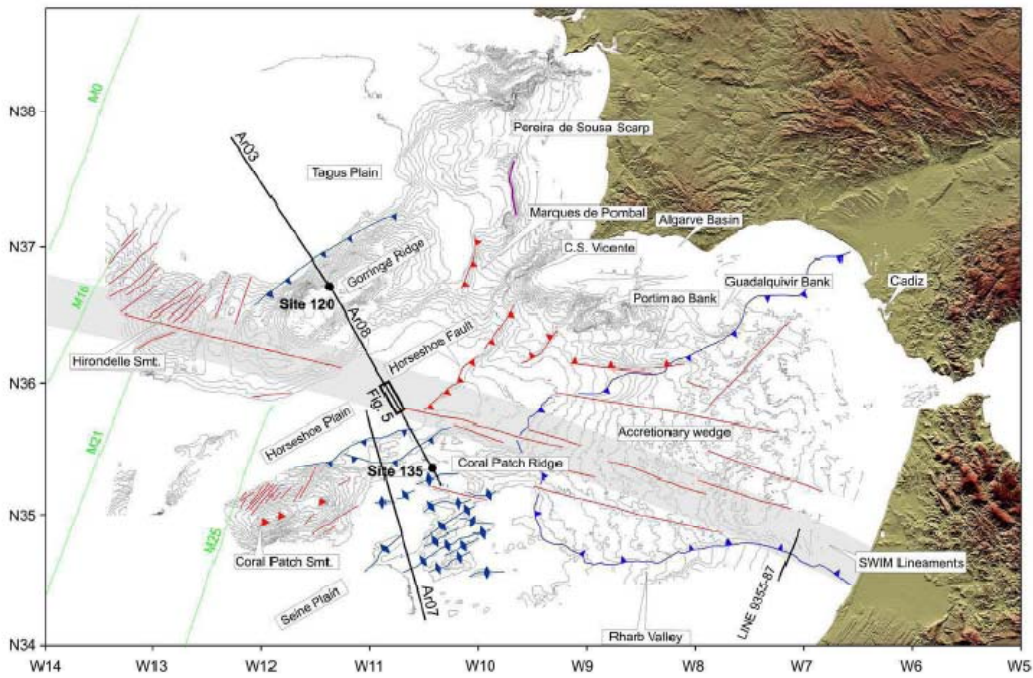 N38
N37
N36
N35
N34
W14
W13
W12
W11
W10
W9
W8
W7
W6
W5
M0
M16
M21
M25
Ar03
Tagus Plain
Pereira de Sousa Scarp
Marques de Pombal
Algarve Basin
C.S. Vicente
Gorringe Ridge
Site 120
Ar08
Portimao Bank
Guadalquivir Bank
Cadiz
Hirondelle Smt.
Horseshoe Fault
Fig. 5
Horseshoe Plain
Accretionary wedge
Site 135
Coral Patch Ridge
Coral Patch Smt.
Seine Plain
Ar07
Rharb Valley
LINE 9355-87
SWIM Lineaments